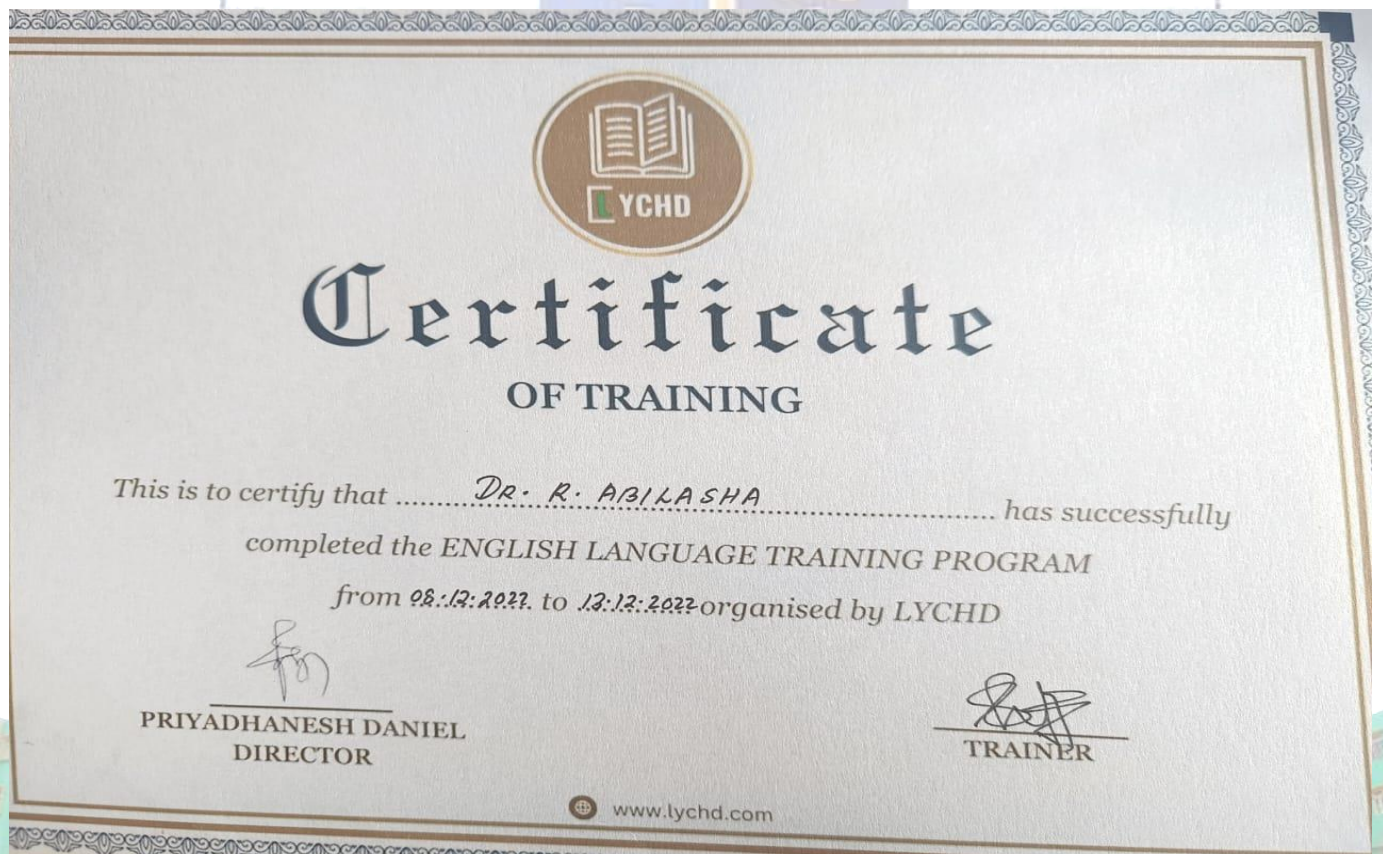 LYCHD
Certificate
OF TRAINING
This is to certify that ........ DR. R. ABILASHA ........ has successfully
completed the ENGLISH LANGUAGE TRAINING PROGRAM
from 08:12:2022 to 13:12:2022 organised by LYCHD
PRIYADHANESH DANIEL
DIRECTOR
TRAINER
www.lychd.com